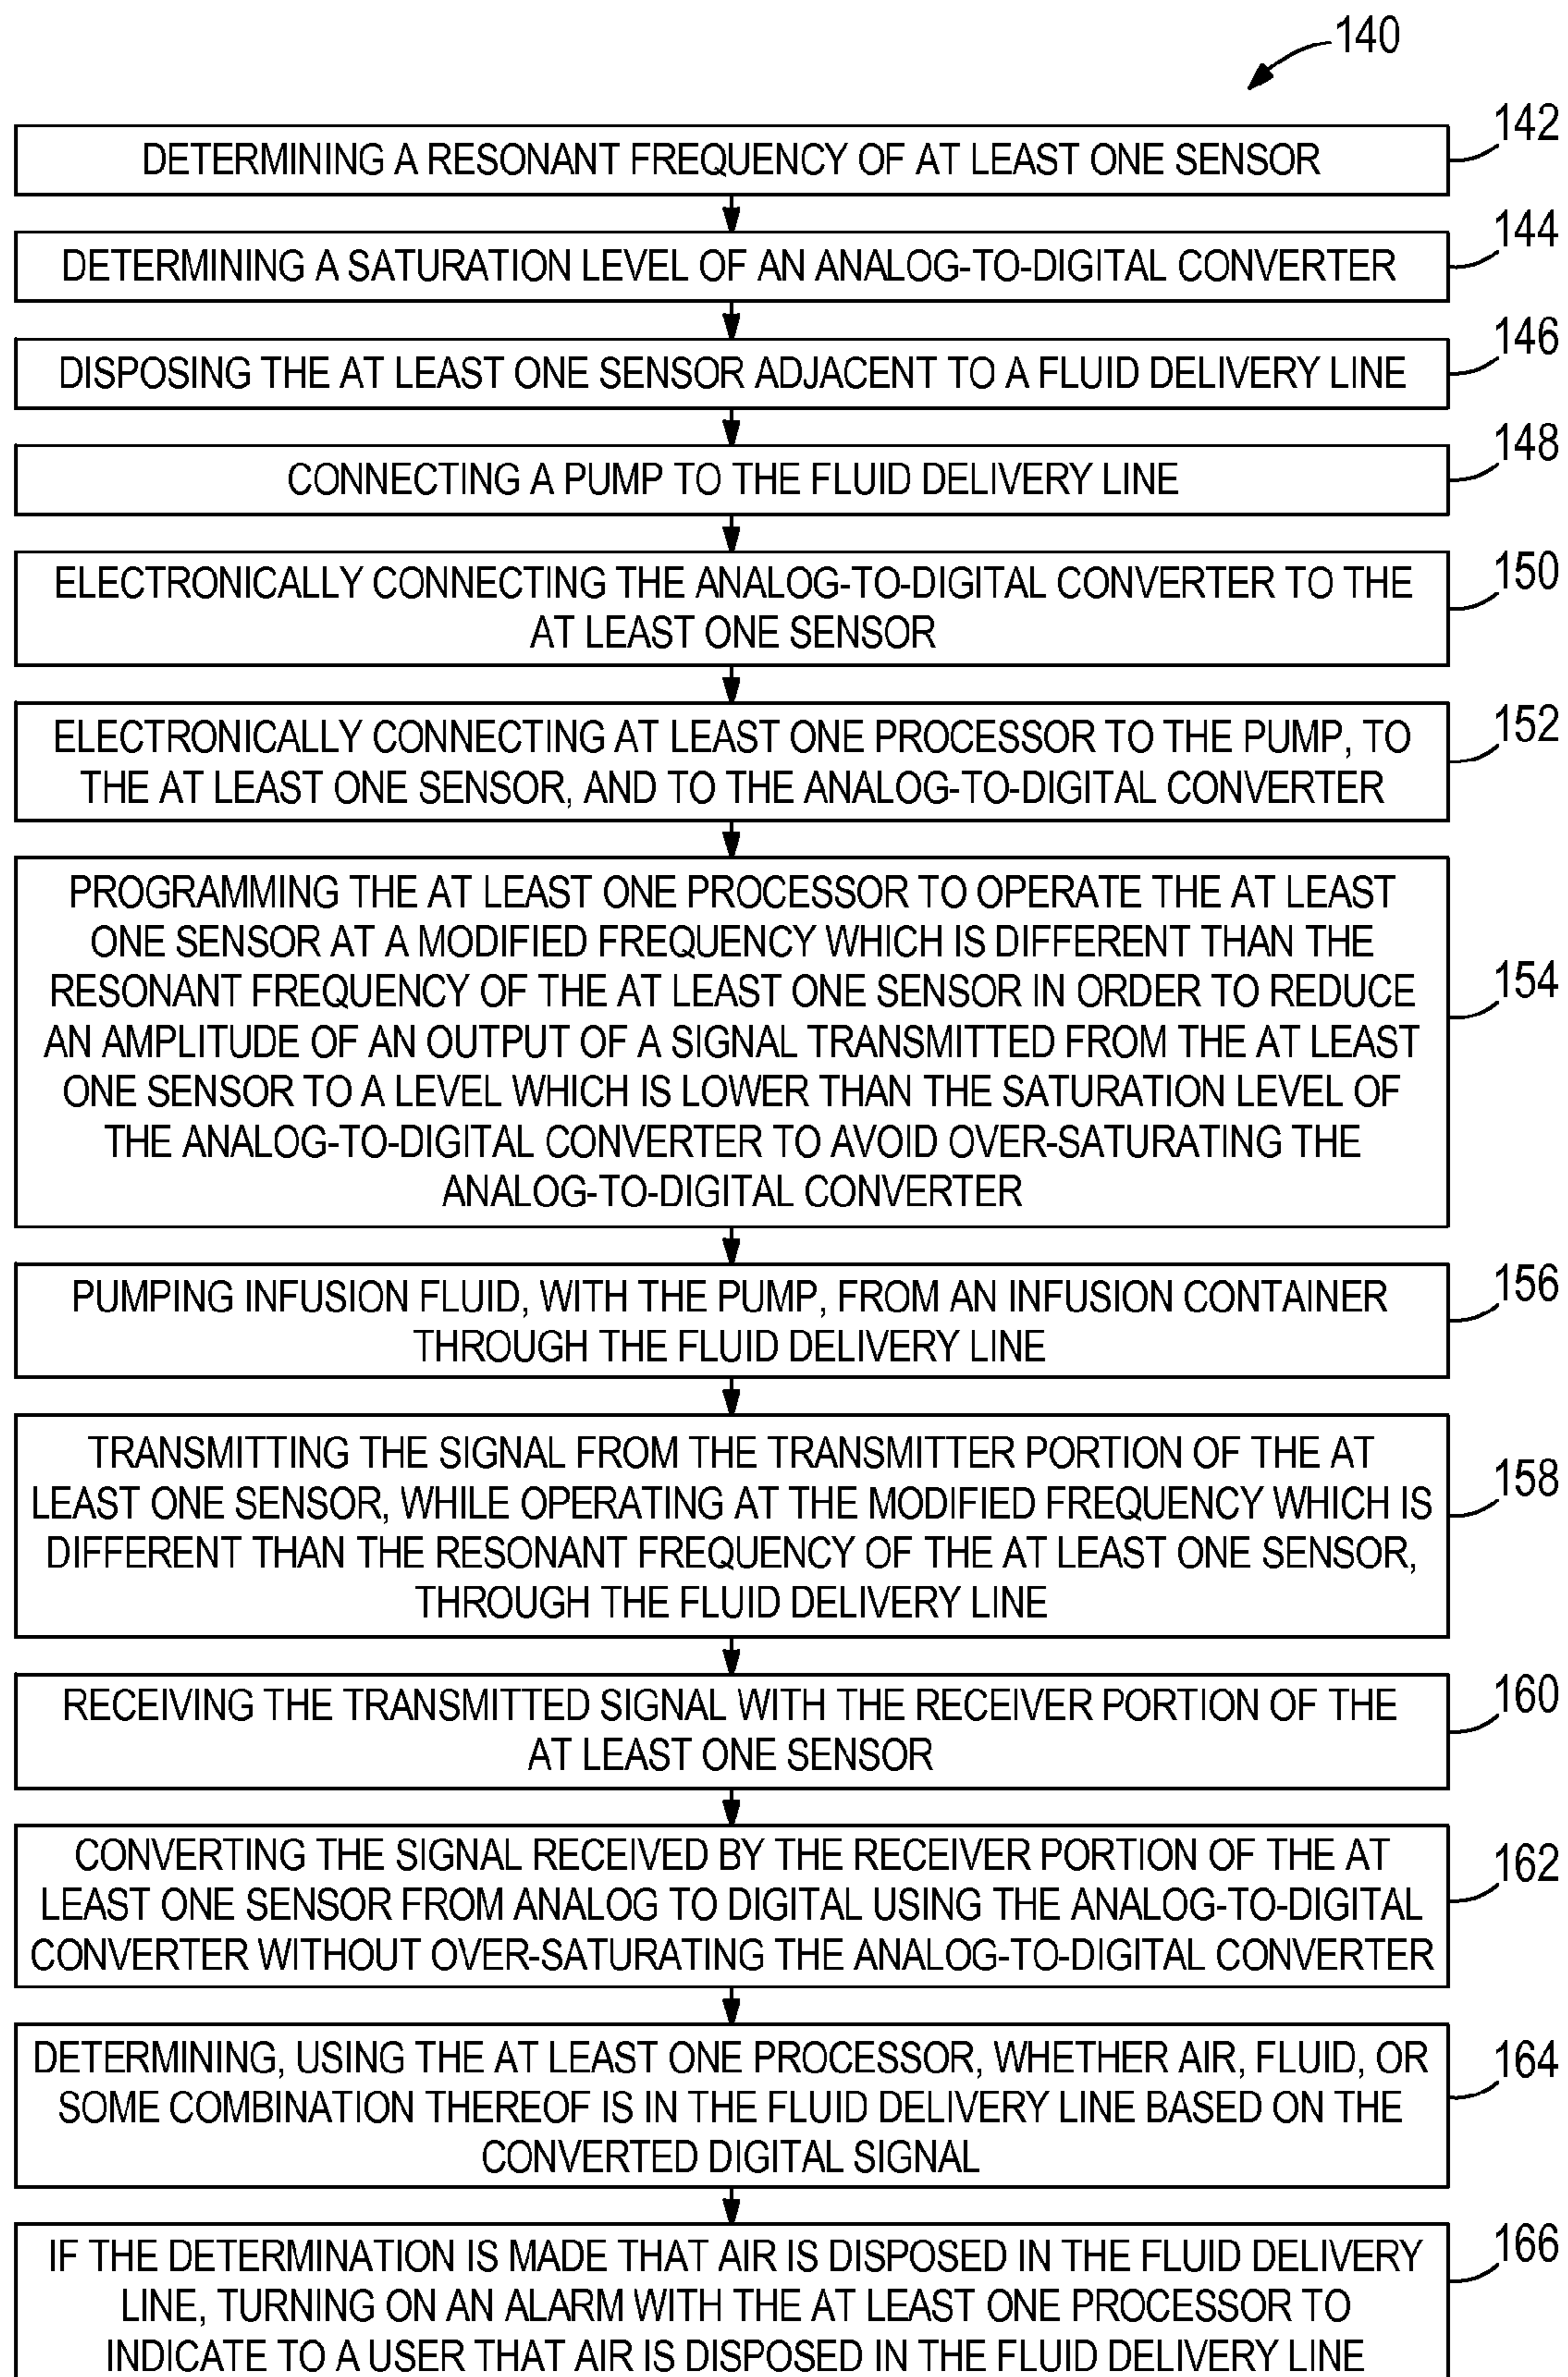 140
142
DETERMINING A RESONANT FREQUENCY OF AT LEAST ONE SENSOR
144
DETERMINING A SATURATION LEVEL OF AN ANALOG-TO-DIGITAL CONVERTER
146
DISPOSING THE AT LEAST ONE SENSOR ADJACENT TO A FLUID DELIVERY LINE
148
CONNECTING A PUMP TO THE FLUID DELIVERY LINE
150
ELECTRONICALLY CONNECTING THE ANALOG-TO-DIGITAL CONVERTER TO THE
AT LEAST ONE SENSOR
152
ELECTRONICALLY CONNECTING AT LEAST ONE PROCESSOR TO THE PUMP, TO
THE AT LEAST ONE SENSOR, AND TO THE ANALOG-TO-DIGITAL CONVERTER
154
PROGRAMMING THE AT LEAST ONE PROCESSOR TO OPERATE THE AT LEAST
ONE SENSOR AT A MODIFIED FREQUENCY WHICH IS DIFFERENT THAN THE
RESONANT FREQUENCY OF THE AT LEAST ONE SENSOR IN ORDER TO REDUCE
AN AMPLITUDE OF AN OUTPUT OF A SIGNAL TRANSMITTED FROM THE AT LEAST
ONE SENSOR TO A LEVEL WHICH IS LOWER THAN THE SATURATION LEVEL OF
THE ANALOG-TO-DIGITAL CONVERTER TO AVOID OVER-SATURATING THE
ANALOG-TO-DIGITAL CONVERTER
156
PUMPING INFUSION FLUID, WITH THE PUMP, FROM AN INFUSION CONTAINER
THROUGH THE FLUID DELIVERY LINE
158
TRANSMITTING THE SIGNAL FROM THE TRANSMITTER PORTION OF THE AT
LEAST ONE SENSOR, WHILE OPERATING AT THE MODIFIED FREQUENCY WHICH IS
DIFFERENT THAN THE RESONANT FREQUENCY OF THE AT LEAST ONE SENSOR,
THROUGH THE FLUID DELIVERY LINE
160
RECEIVING THE TRANSMITTED SIGNAL WITH THE RECEIVER PORTION OF THE
AT LEAST ONE SENSOR
162
CONVERTING THE SIGNAL RECEIVED BY THE RECEIVER PORTION OF THE AT
LEAST ONE SENSOR FROM ANALOG TO DIGITAL USING THE ANALOG-TO-DIGITAL
CONVERTER WITHOUT OVER-SATURATING THE ANALOG-TO-DIGITAL CONVERTER
164
DETERMINING, USING THE AT LEAST ONE PROCESSOR, WHETHER AIR, FLUID, OR
SOME COMBINATION THEREOF IS IN THE FLUID DELIVERY LINE BASED ON THE
CONVERTED DIGITAL SIGNAL
166
IF THE DETERMINATION IS MADE THAT AIR IS DISPOSED IN THE FLUID DELIVERY
LINE, TURNING ON AN ALARM WITH THE AT LEAST ONE PROCESSOR TO
INDICATE TO A USER THAT AIR IS DISPOSED IN THE FLUID DELIVERY LINE